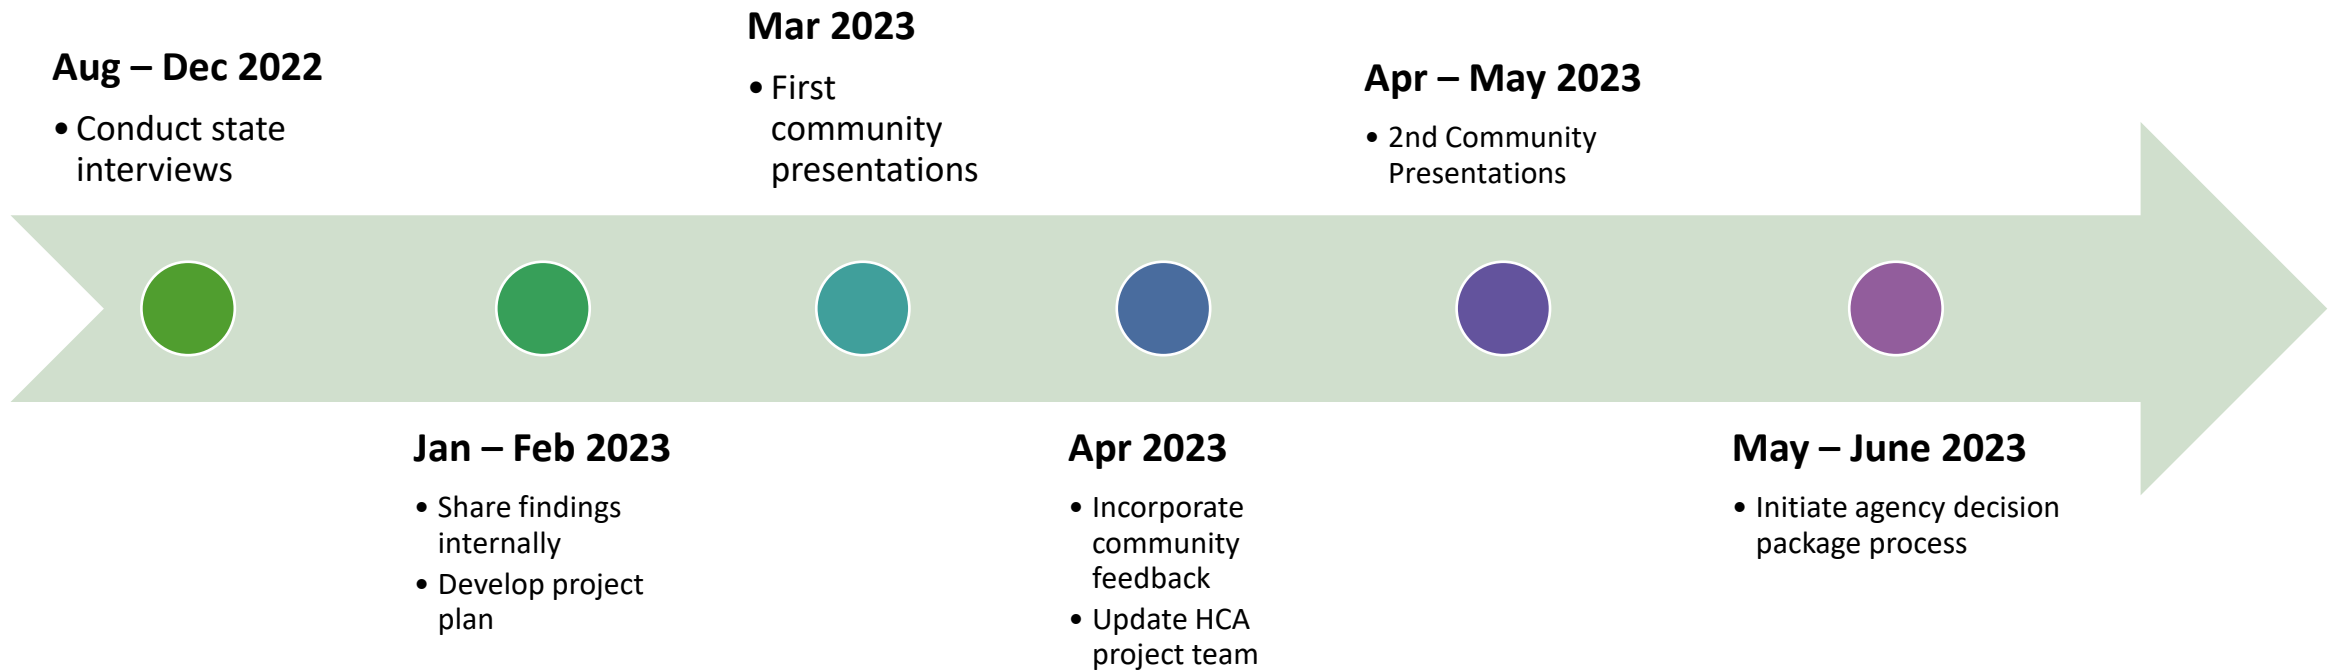 Aug – Dec 2022
• Conduct state
interviews
Jan – Feb 2023
• Share findings
internally
• Develop project
plan
Mar 2023
• First
community
presentations
Apr 2023
• Incorporate
community
feedback
• Update HCA
project team
Apr – May 2023
• 2nd Community
Presentations
May – June 2023
• Initiate agency decision
package process